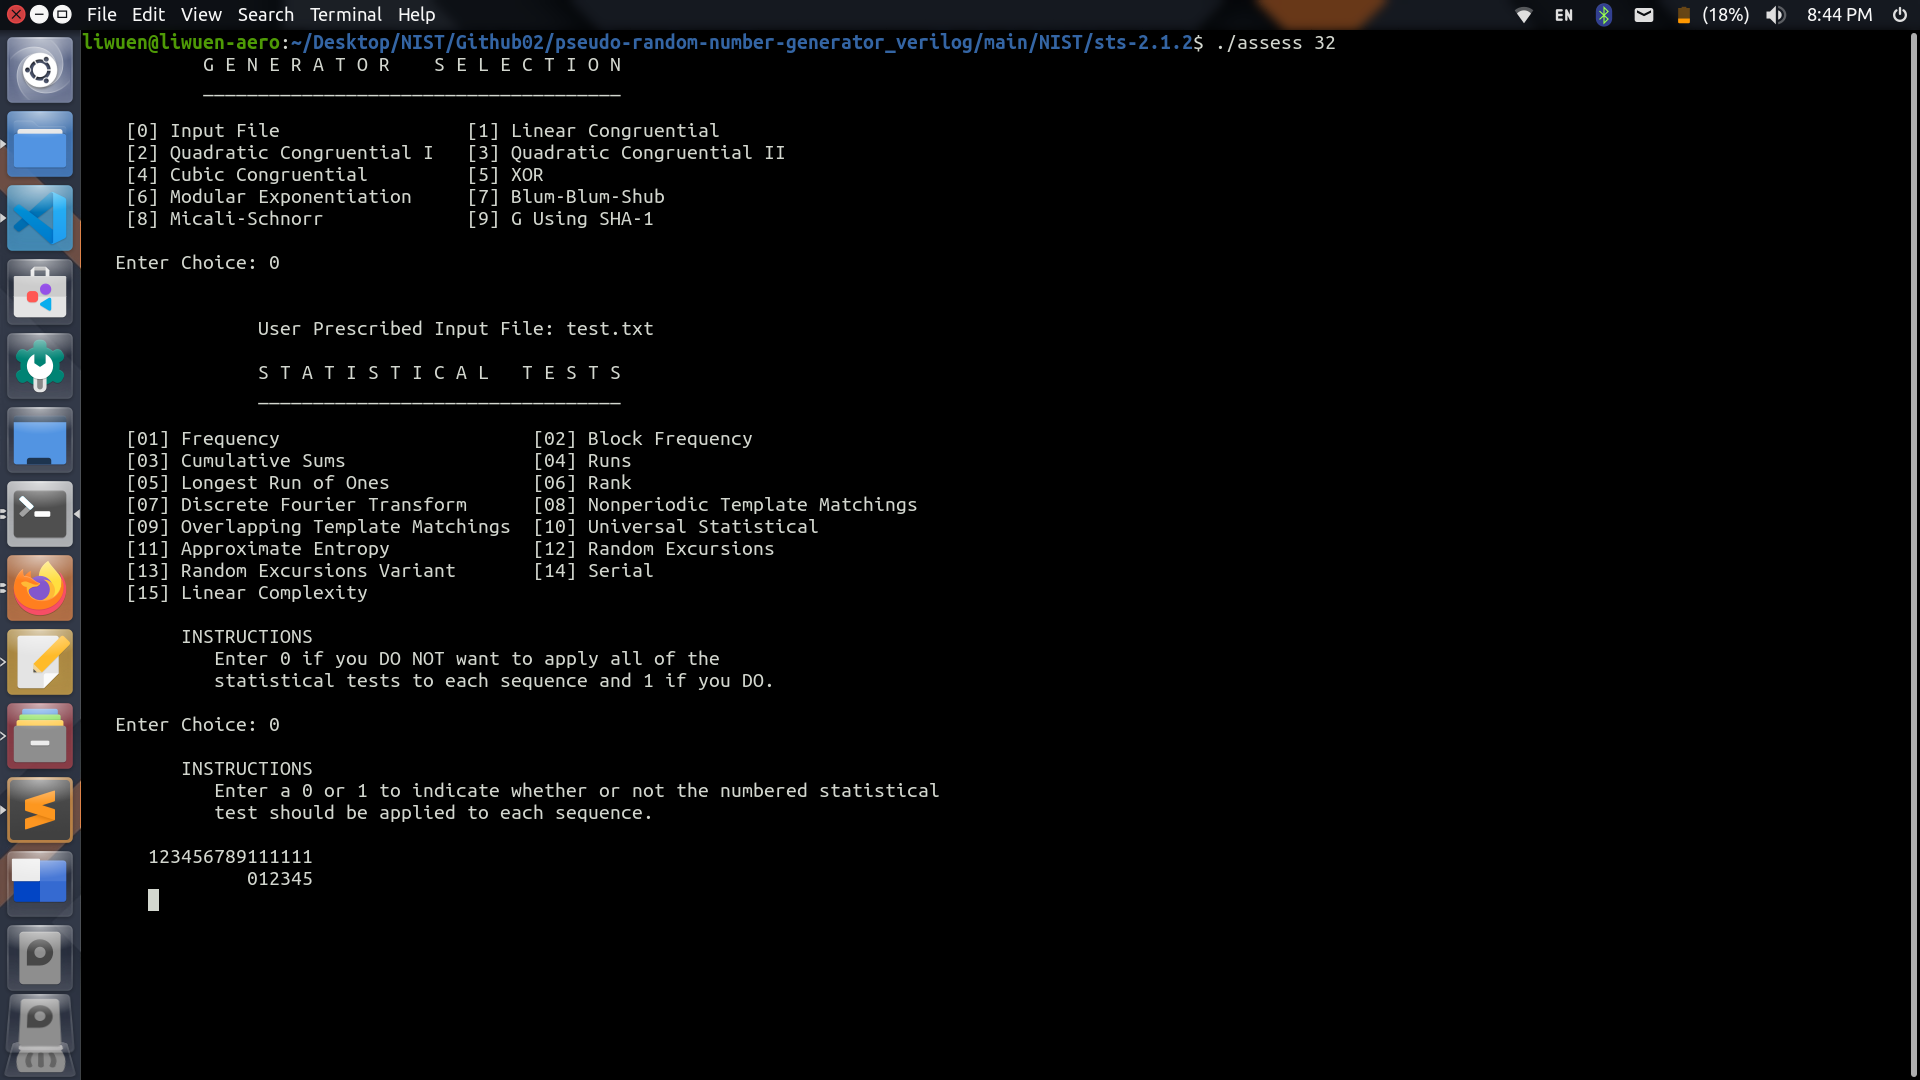 File Edit View Search Terminal Help
EN (18%) 8:44 PM
liwuen@liwuen-aero:~/Desktop/NIST/Github02/pseudo-random-number-generator_verilog/main/NIST/sts-2.1.2$ ./assess 32
G E N E R A T O R    S E L E C T I O N
______________________________________
[0] Input File                 [1] Linear Congruential
[2] Quadratic Congruential I   [3] Quadratic Congruential II
[4] Cubic Congruential         [5] XOR
[6] Modular Exponentiation     [7] Blum-Blum-Shub
[8] Micali-Schnorr             [9] G Using SHA-1
Enter Choice: 0
User Prescribed Input File: test.txt
S T A T I S T I C A L   T E S T S
_________________________________
[01] Frequency                       [02] Block Frequency
[03] Cumulative Sums                 [04] Runs
[05] Longest Run of Ones             [06] Rank
[07] Discrete Fourier Transform      [08] Nonperiodic Template Matchings
[09] Overlapping Template Matchings  [10] Universal Statistical
[11] Approximate Entropy             [12] Random Excursions
[13] Random Excursions Variant       [14] Serial
[15] Linear Complexity
INSTRUCTIONS
Enter 0 if you DO NOT want to apply all of the
statistical tests to each sequence and 1 if you DO.
Enter Choice: 0
INSTRUCTIONS
Enter a 0 or 1 to indicate whether or not the numbered statistical
test should be applied to each sequence.
123456789111111
012345